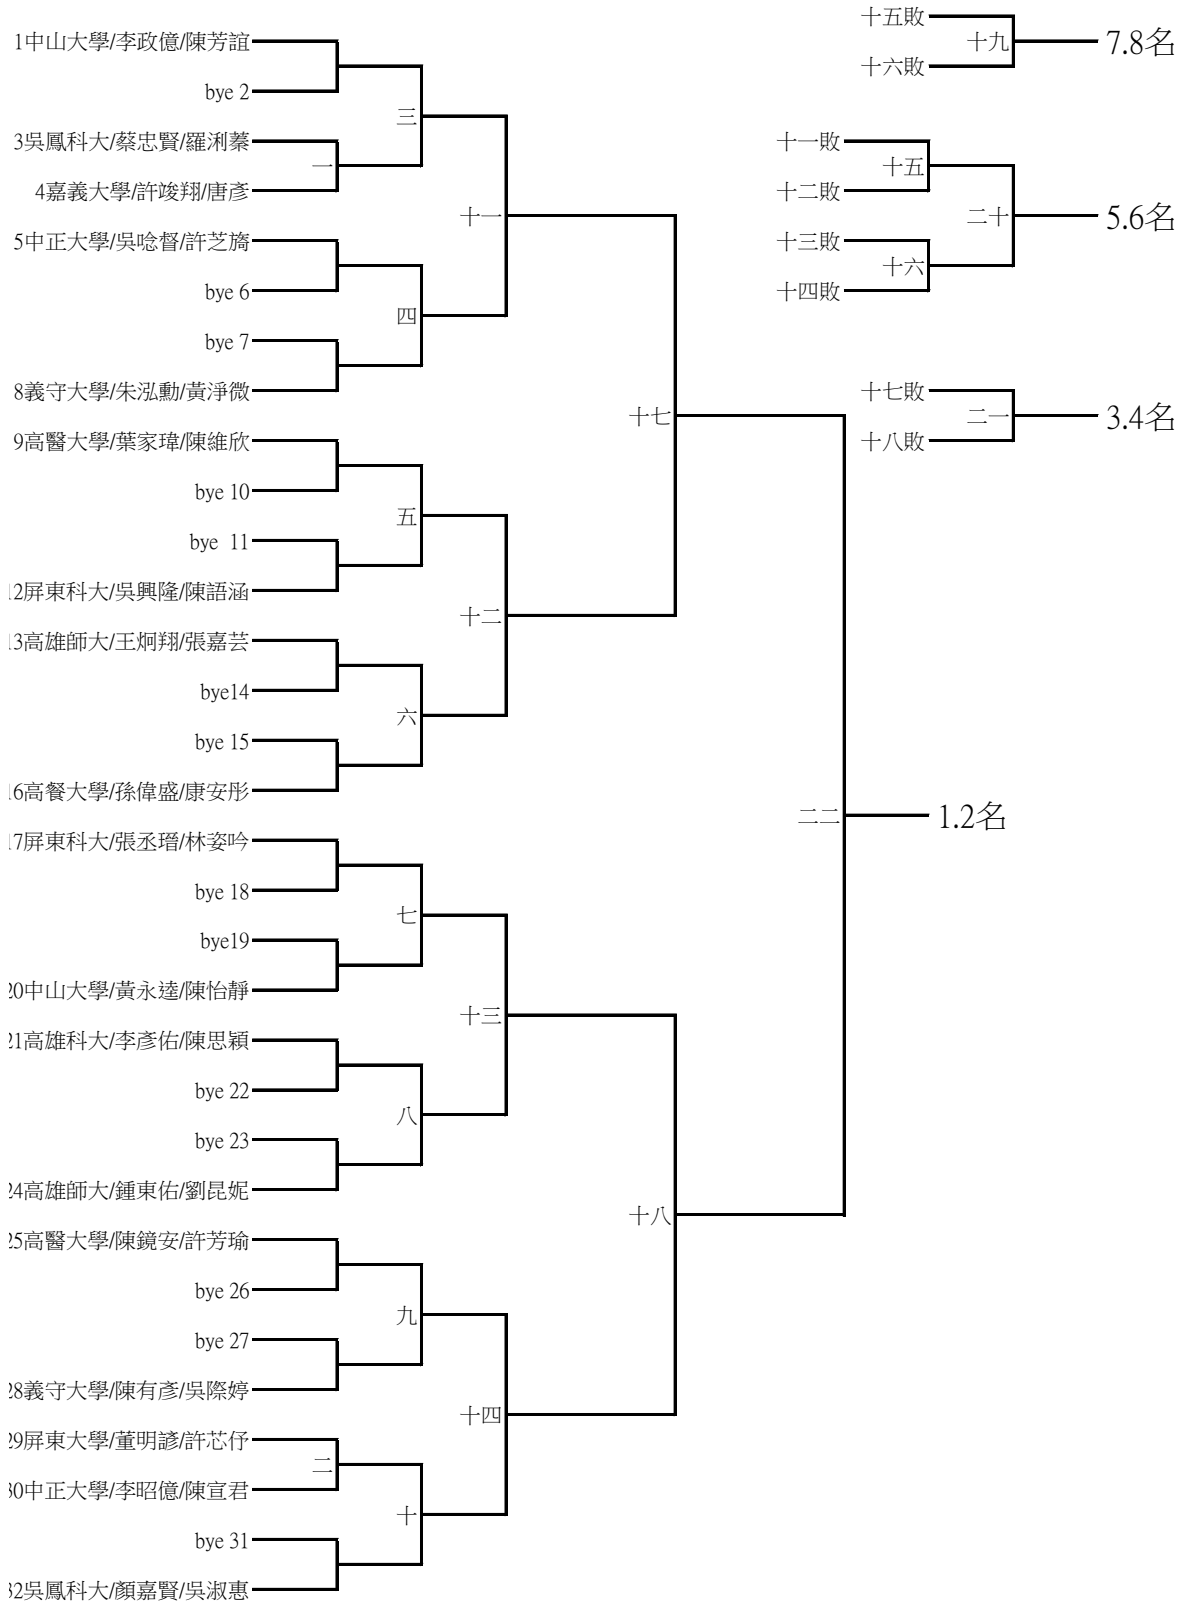 1中山大學/李政億/陳芳誼
bye 2
3吳鳳科大/蔡忠賢/羅浰蓁
4嘉義大學/許竣翔/唐彥
5中正大學/吳唸督/許芝旖
bye 6
bye 7
8義守大學/朱泓勳/黃淨微
9高醫大學/葉家瑋/陳維欣
bye 10
bye 11
12屏東科大/吳興隆/陳語涵
13高雄師大/王炯翔/張嘉芸
bye14
bye 15
16高餐大學/孫偉盛/康安彤
17屏東科大/張丞瑨/林姿吟
bye 18
bye19
20中山大學/黃永逵/陳怡靜
21高雄科大/李彥佑/陳思穎
bye 22
bye 23
24高雄師大/鍾東佑/劉昆妮
25高醫大學/陳鏡安/許芳瑜
bye 26
bye 27
28義守大學/陳有彥/吳際婷
29屏東大學/董明諺/許芯伃
30中正大學/李昭億/陳宣君
bye 31
32吳鳳科大/顏嘉賢/吳淑惠
一
二
三
四
五
六
七
八
九
十
十一
十二
十三
十四
十七
十八
二二
1.2名
十五敗
十九
十六敗
7.8名
十一敗
十五
十二敗
二十
5.6名
十三敗
十六
十四敗
十七敗
二一
十八敗
3.4名